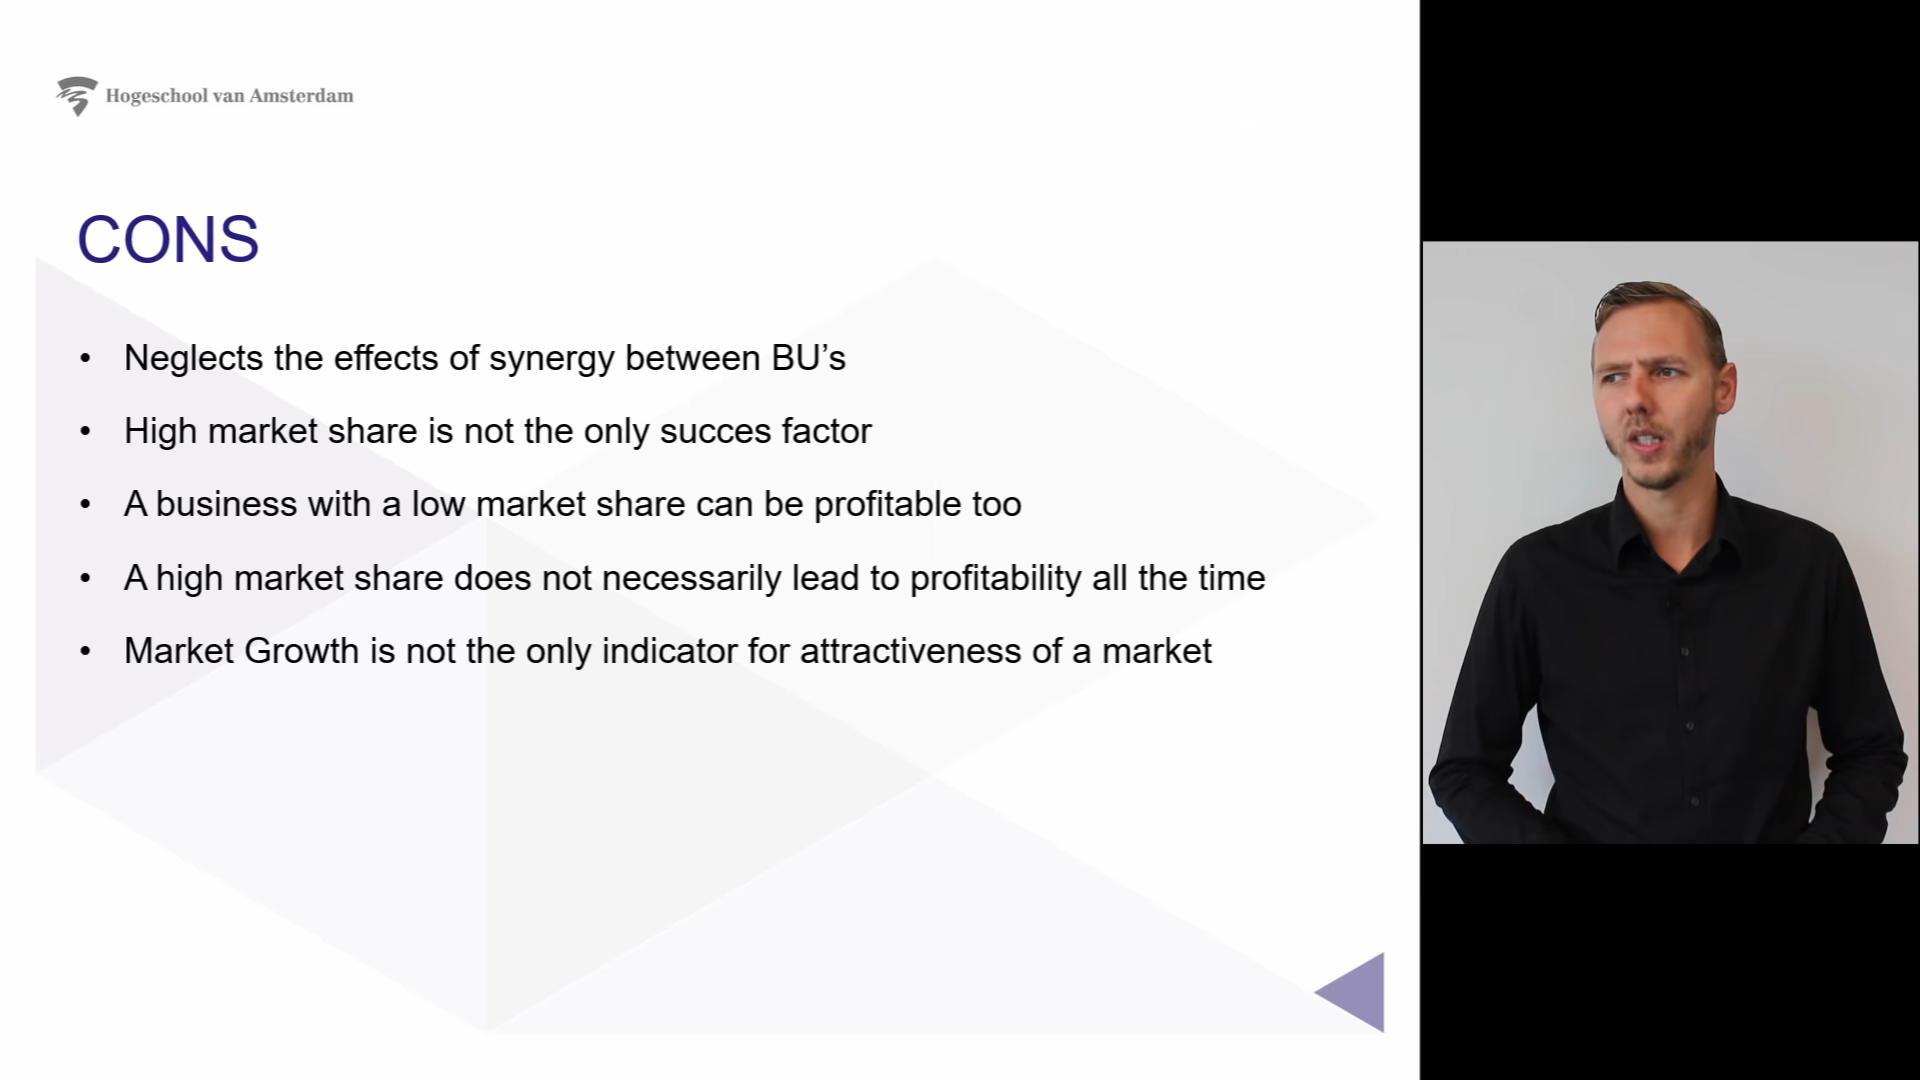 Hogeschool van Amsterdam
CONS
• Neglects the effects of synergy between BU’s
• High market share is not the only succes factor
• A business with a low market share can be profitable too
• A high market share does not necessarily lead to profitability all the time
• Market Growth is not the only indicator for attractiveness of a market